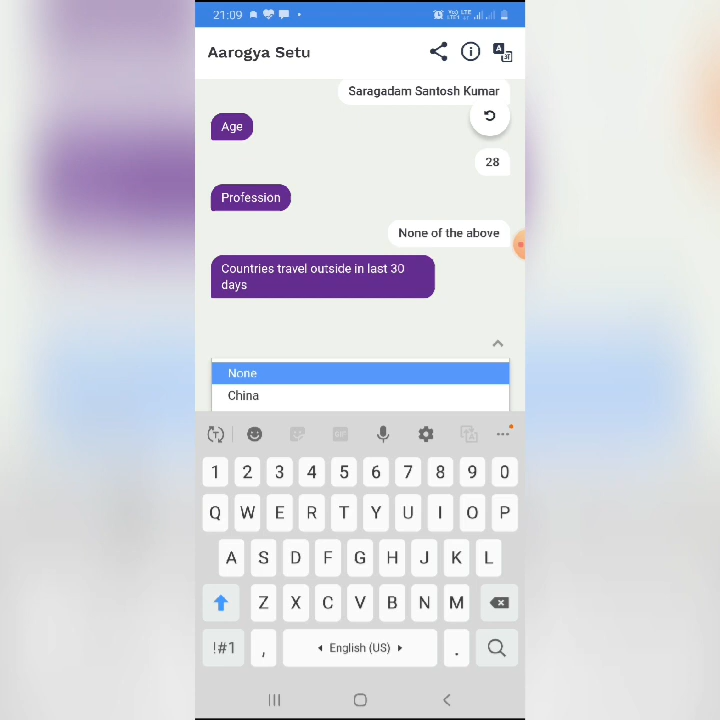 21:09
Aarogya Setu
Saragadam Santosh Kumar
Age
28
Profession
None of the above
Countries travel outside in last 30
days
None
China
GIF
1 2 3 4 5 6 7 8 9 0
Q W E R T Y U I O P
A S D F G H J K L
Z X C V B N M
!#1 , English (US) .